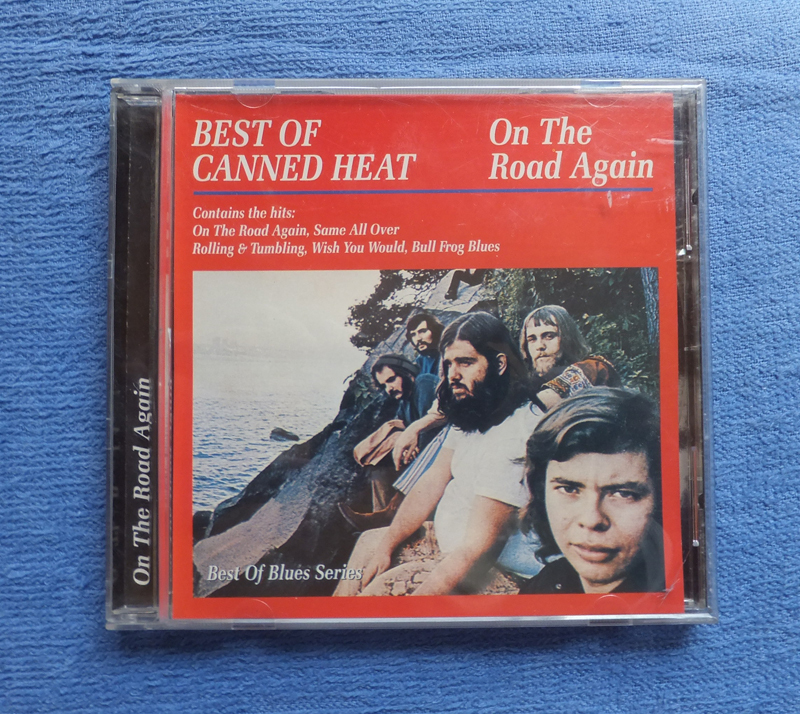 BEST OF
CANNED HEAT
On The
Road Again
Contains the hits:
On The Road Again, Same All Over
Rolling & Tumbling, Wish You Would, Bull Frog Blues
Best Of Blues Series
On The Road Again